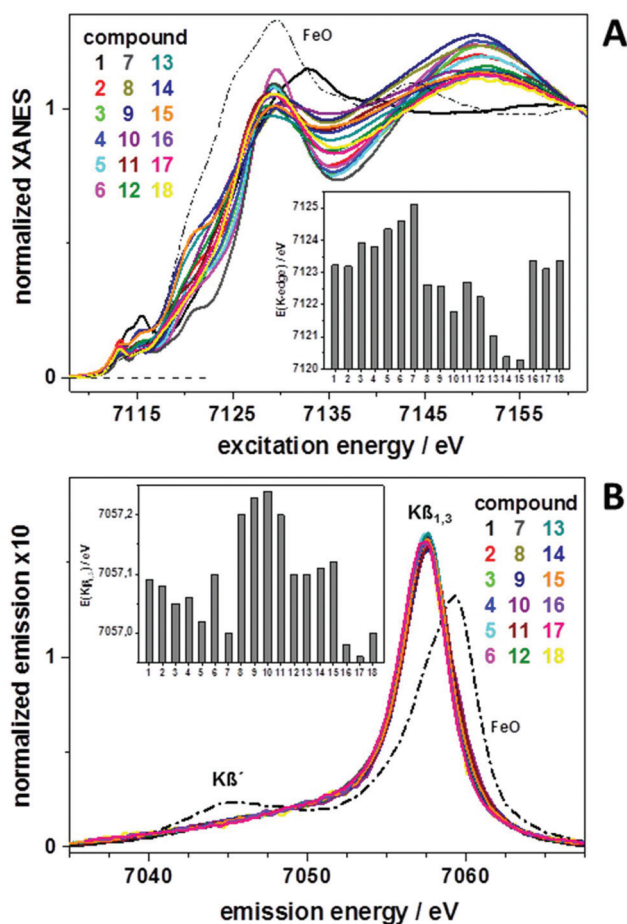 A
FeO
compound
1 7 13
2 8 14
3 9 15
4 10 16
5 11 17
6 12 18
normalized XANES
1
0
E(K-edge) / eV
7125
7124
7123
7122
7121
7120
1 2 3 4 5 6 7 8 9 10 11 12 13 14 15 16 17 18
7115 7125 7135 7145 7155
excitation energy / eV
B
Kß1,3
compound
1 7 13
2 8 14
3 9 15
4 10 16
5 11 17
6 12 18
FeO
Kß´
normalized emission x10
1
0
7057,2
7057,1
7057,0
1 2 3 4 5 6 7 8 9 10 11 12 13 14 15 16 17 18
7040 7050 7060
emission energy / eV